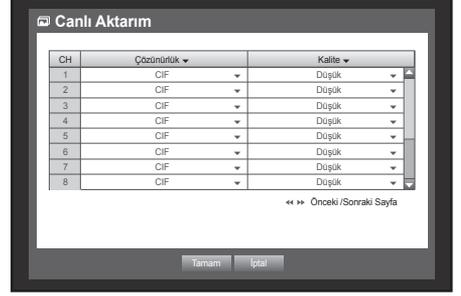 Canlı Aktarım
CH Çözünürlük Kalite
1 CIF Düşük
2 CIF Düşük
3 CIF Düşük
4 CIF Düşük
5 CIF Düşük
6 CIF Düşük
7 CIF Düşük
8 CIF Düşük
Önceki /Sonraki Sayfa
Tamam İptal